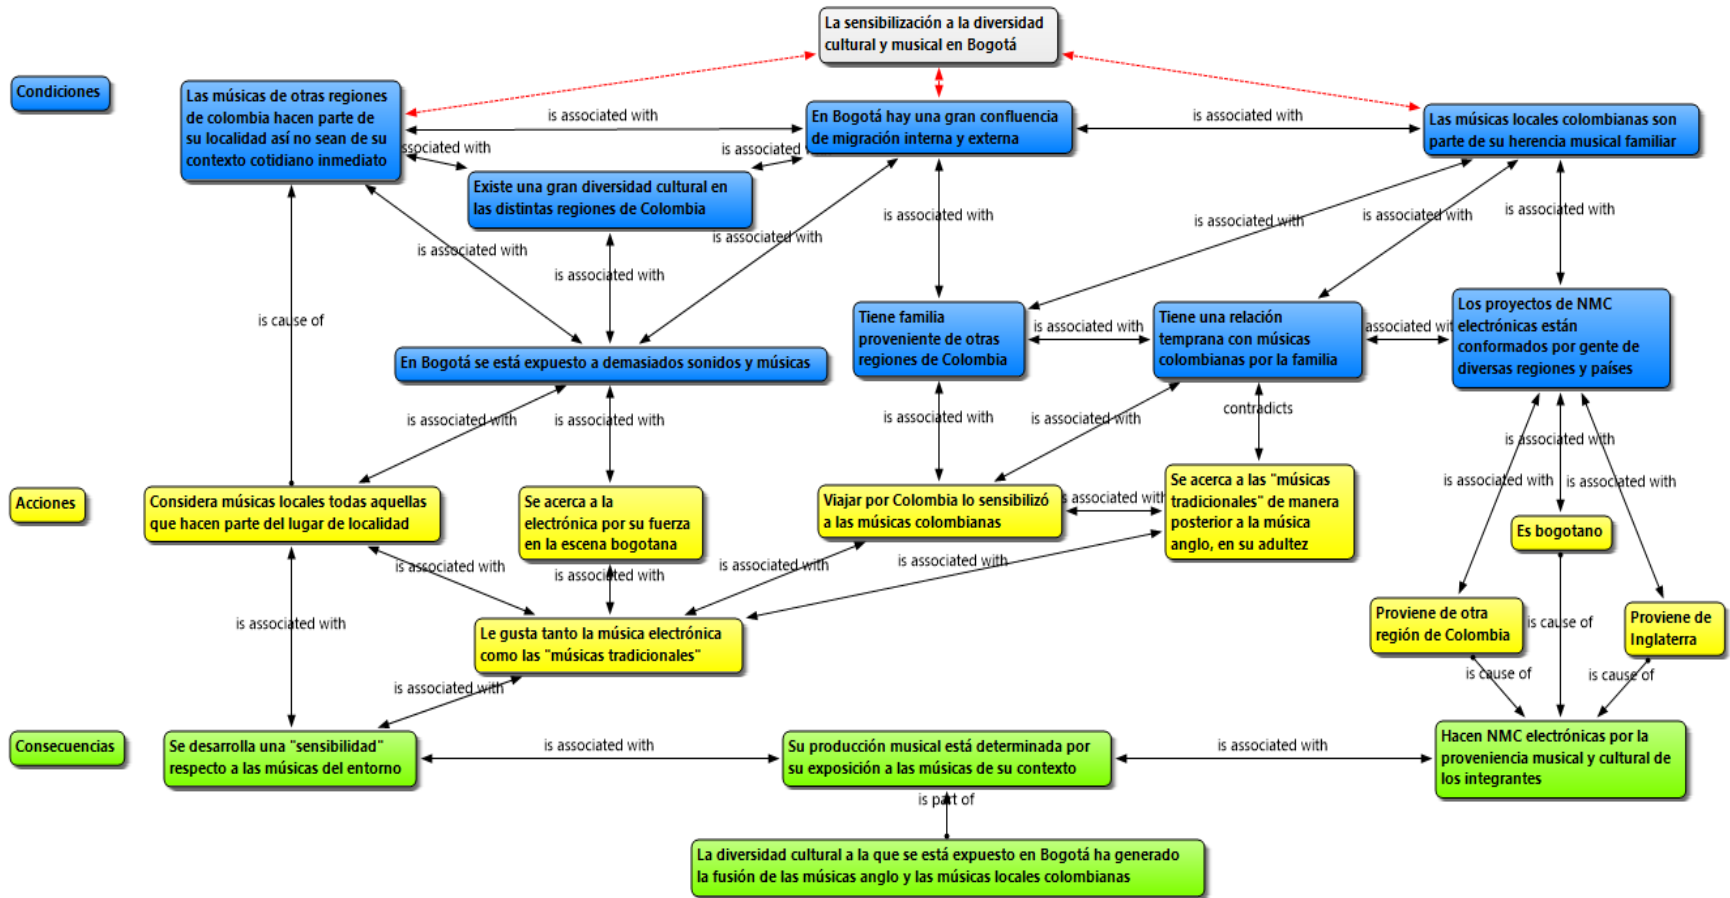 La sensibilización a la diversidad
cultural y musical en Bogotá
Condiciones
Las músicas de otras regiones
de colombia hacen parte de
su localidad así no sean de su
contexto cotidiano inmediato
is associated with
En Bogotá hay una gran confluencia
de migración interna y externa
is associated with
Las músicas locales colombianas son
parte de su herencia musical familiar
associated with
is associated
Existe una gran diversidad cultural en
las distintas regiones de Colombia
is associated with
is associated with
is associated with
is associated with
is associated with
is associated with
is associated with
is cause of
Tiene familia
proveniente de otras
regiones de Colombia
is associated with
Tiene una relación
temprana con músicas
colombianas por la familia
associated with
Los proyectos de NMC
electrónicas están
conformados por gente de
diversas regiones y países
En Bogotá se está expuesto a demasiados sonidos y músicas
is associated with
is associated with
is associated with
is associated with
contradicts
is associated with
is associated with
is associated with
Acciones
Considera músicas locales todas aquellas
que hacen parte del lugar de localidad
Se acerca a la
electrónica por su fuerza
en la escena bogotana
Viajar por Colombia lo sensibilizó
a las músicas colombianas
is associated with
Se acerca a las "músicas
tradicionales" de manera
posterior a la música
anglo, en su adultez
Es bogotano
is associated with
is associated with
is associated with
is associated with
is associated with
Le gusta tanto la música electrónica
como las "músicas tradicionales"
Proviene de otra
región de Colombia
is cause of
Proviene de
Inglaterra
is cause of
is cause of
is associated with
Consecuencias
Se desarrolla una "sensibilidad"
respecto a las músicas del entorno
is associated with
Su producción musical está determinada por
su exposición a las músicas de su contexto
is associated with
Hacen NMC electrónicas por la
proveniencia musical y cultural de
los integrantes
is part of
La diversidad cultural a la que se está expuesto en Bogotá ha generado
la fusión de las músicas anglo y las músicas locales colombianas